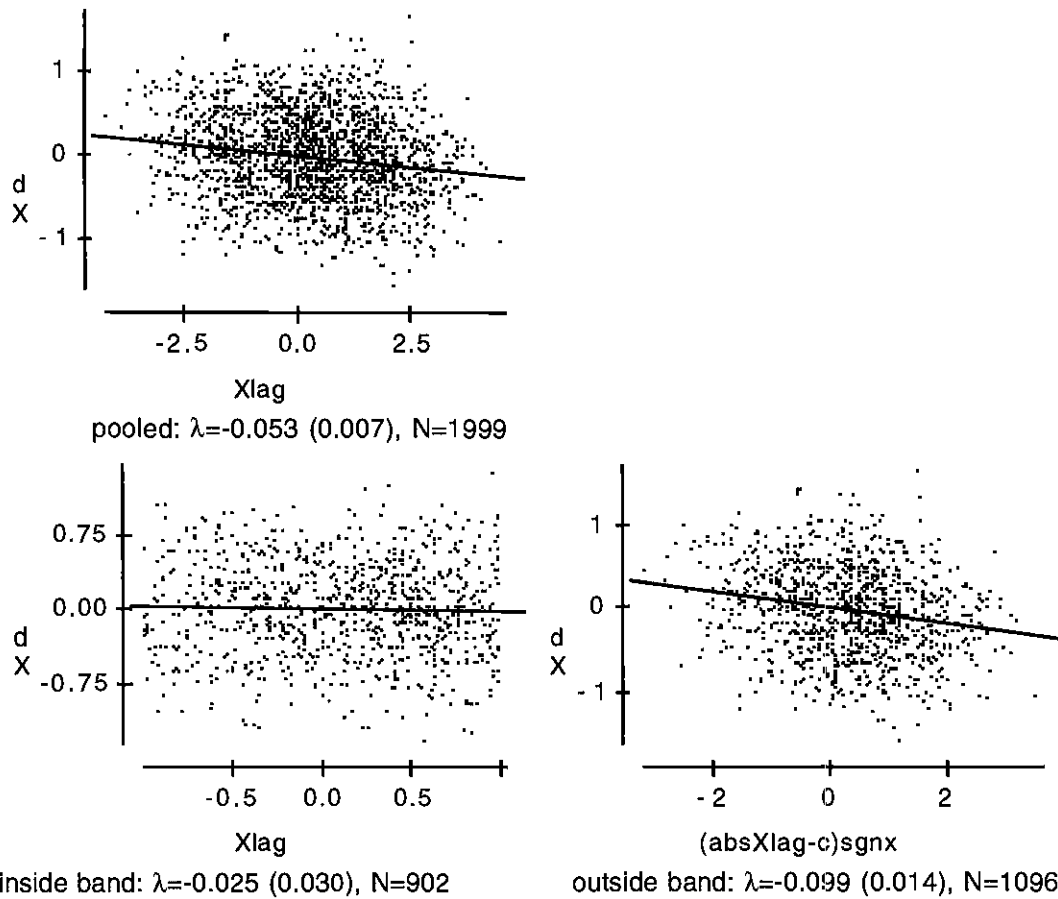 1
0
d
X
- 1
-2.5 0.0 2.5
Xlag
pooled: λ=-0.053 (0.007), N=1999
0.75
0.00
d
X
-0.75
-0.5 0.0 0.5
Xlag
inside band: λ=-0.025 (0.030), N=902
1
0
d
X
- 1
- 2 0 2
(absXlag-c)sgnx
outside band: λ=-0.099 (0.014), N=1096